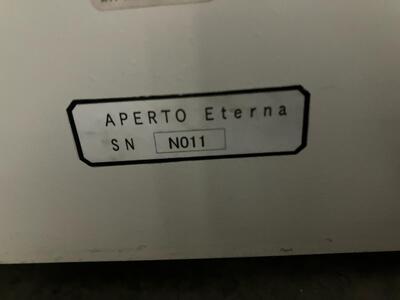 APERTO Eterna
SN N011